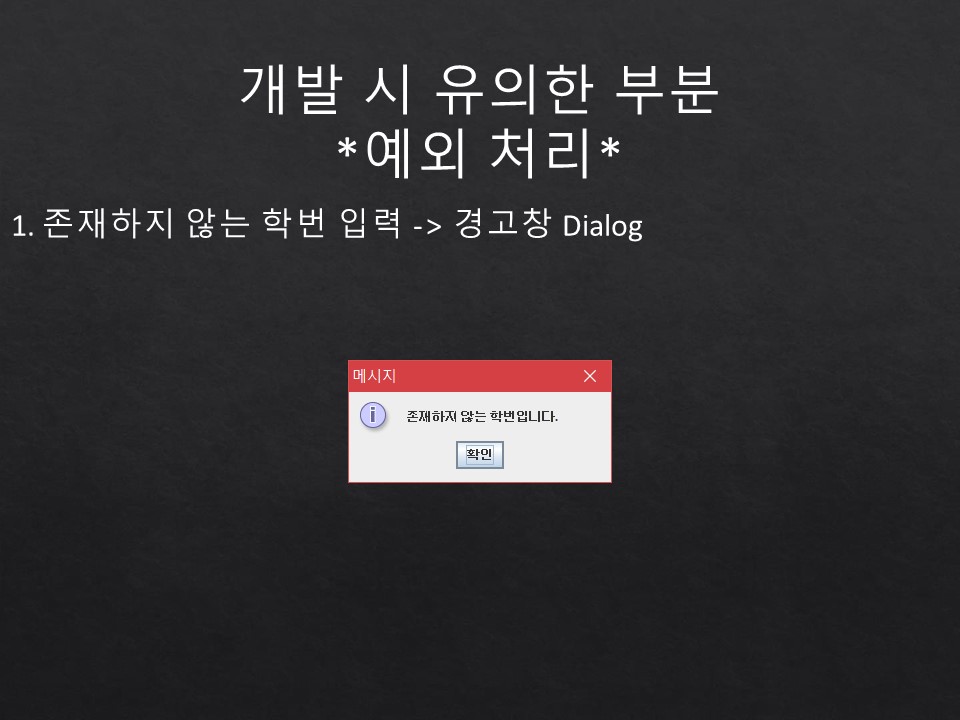 개발 시 유의한 부분
*예외 처리*
1. 존재하지 않는 학번 입력 -> 경고창 Dialog
메시지
존재하지 않는 학번입니다.
확인